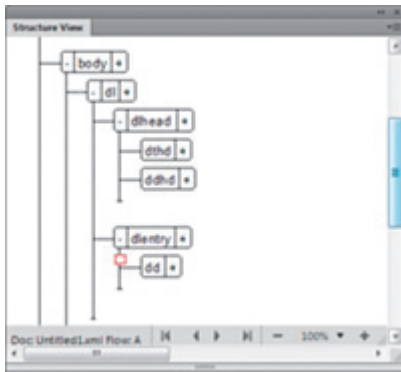 Structure View
- body +
- dl +
- dlhead +
dthd +
ddhd +
- dlentry +
dd +
Doc: Untitled1.xml Flow: A
100%